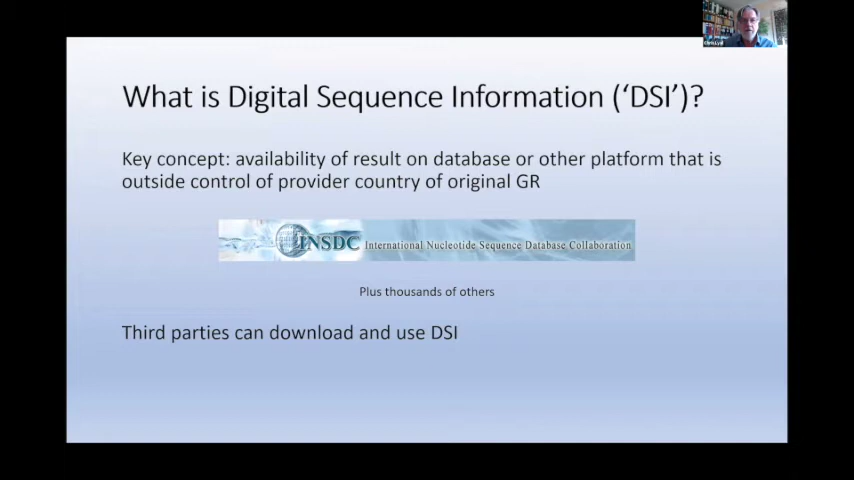 What is Digital Sequence Information ('DSI')?
Key concept: availability of result on database or other platform that is
outside control of provider country of original GR
INSDC International Nucleotide Sequence Database Collaboration
Plus thousands of others
Third parties can download and use DSI
Chris Lyal